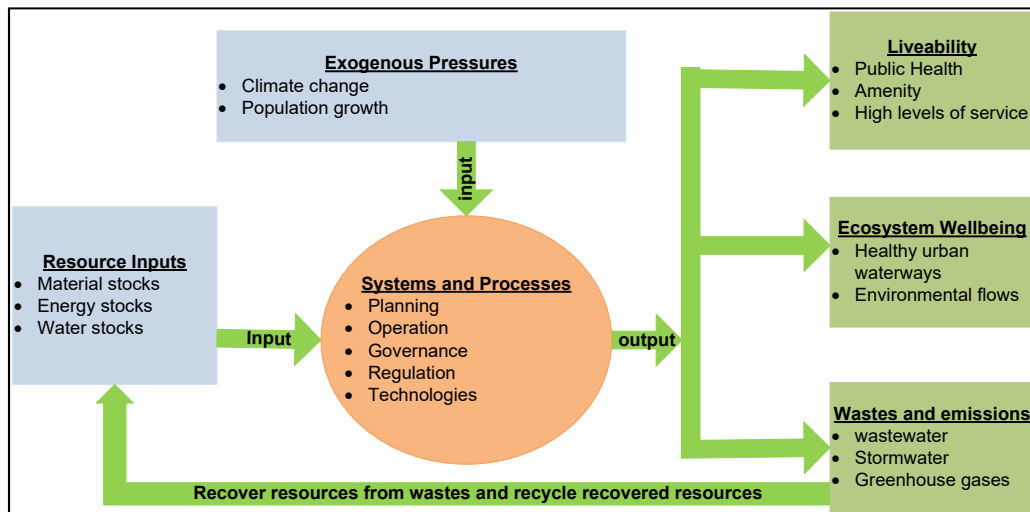 Exogenous Pressures
• Climate change
• Population growth
input
Resource Inputs
• Material stocks
• Energy stocks
• Water stocks
Input
Systems and Processes
• Planning
• Operation
• Governance
• Regulation
• Technologies
output
Liveability
• Public Health
• Amenity
• High levels of service
Ecosystem Wellbeing
• Healthy urban
waterways
• Environmental flows
Wastes and emissions
• wastewater
• Stormwater
• Greenhouse gases
Recover resources from wastes and recycle recovered resources